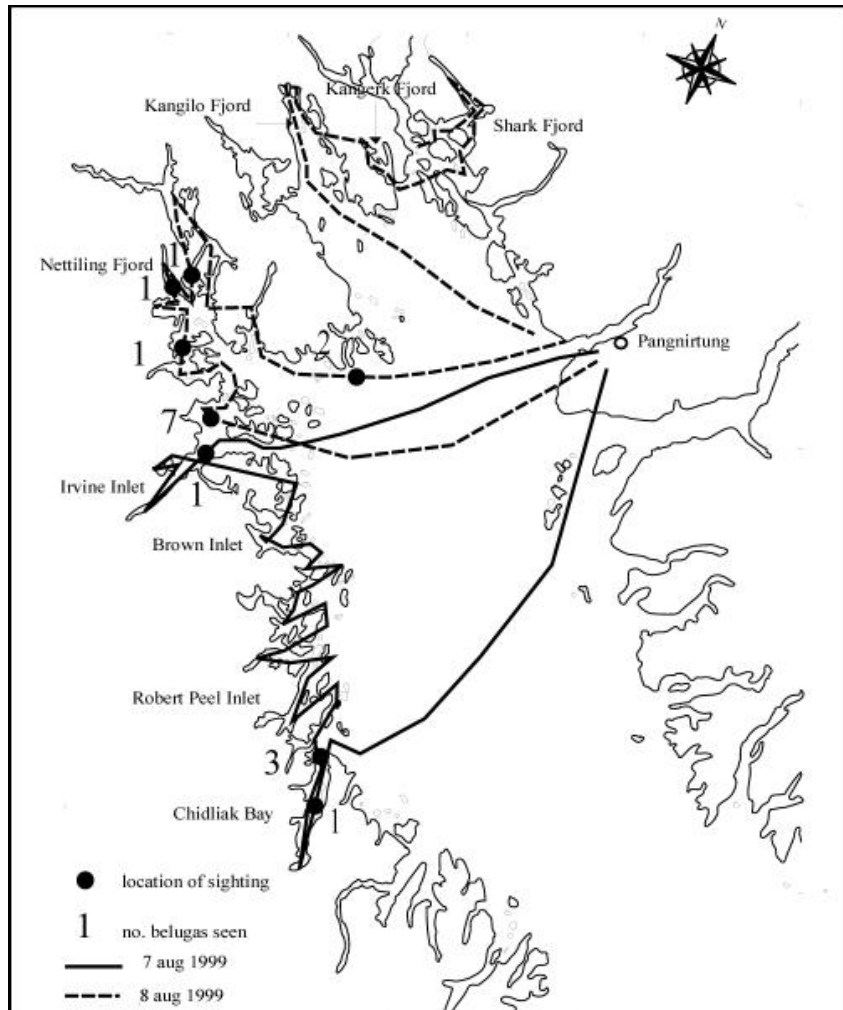 N
Kangerk Fjord
Kangilo Fjord
Shark Fjord
1
Nettiling Fjord
1
Pangnirtung
2
1
7
Irvine Inlet
1
Brown Inlet
Robert Peel Inlet
3
Chidliak Bay
1
location of sighting
1 no. belugas seen
7 aug 1999
8 aug 1999